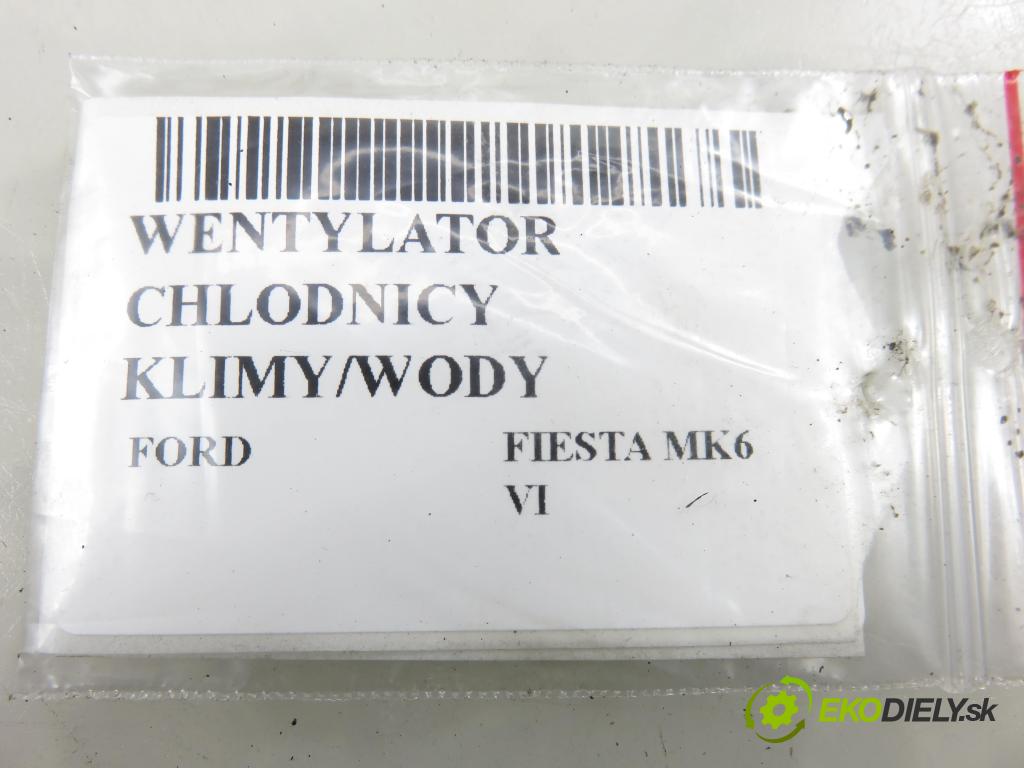 WENTYLATOR
CHLODNICY
KLIMY/WODY
FORD FIESTA MK6
VI
EKODIELY.sk